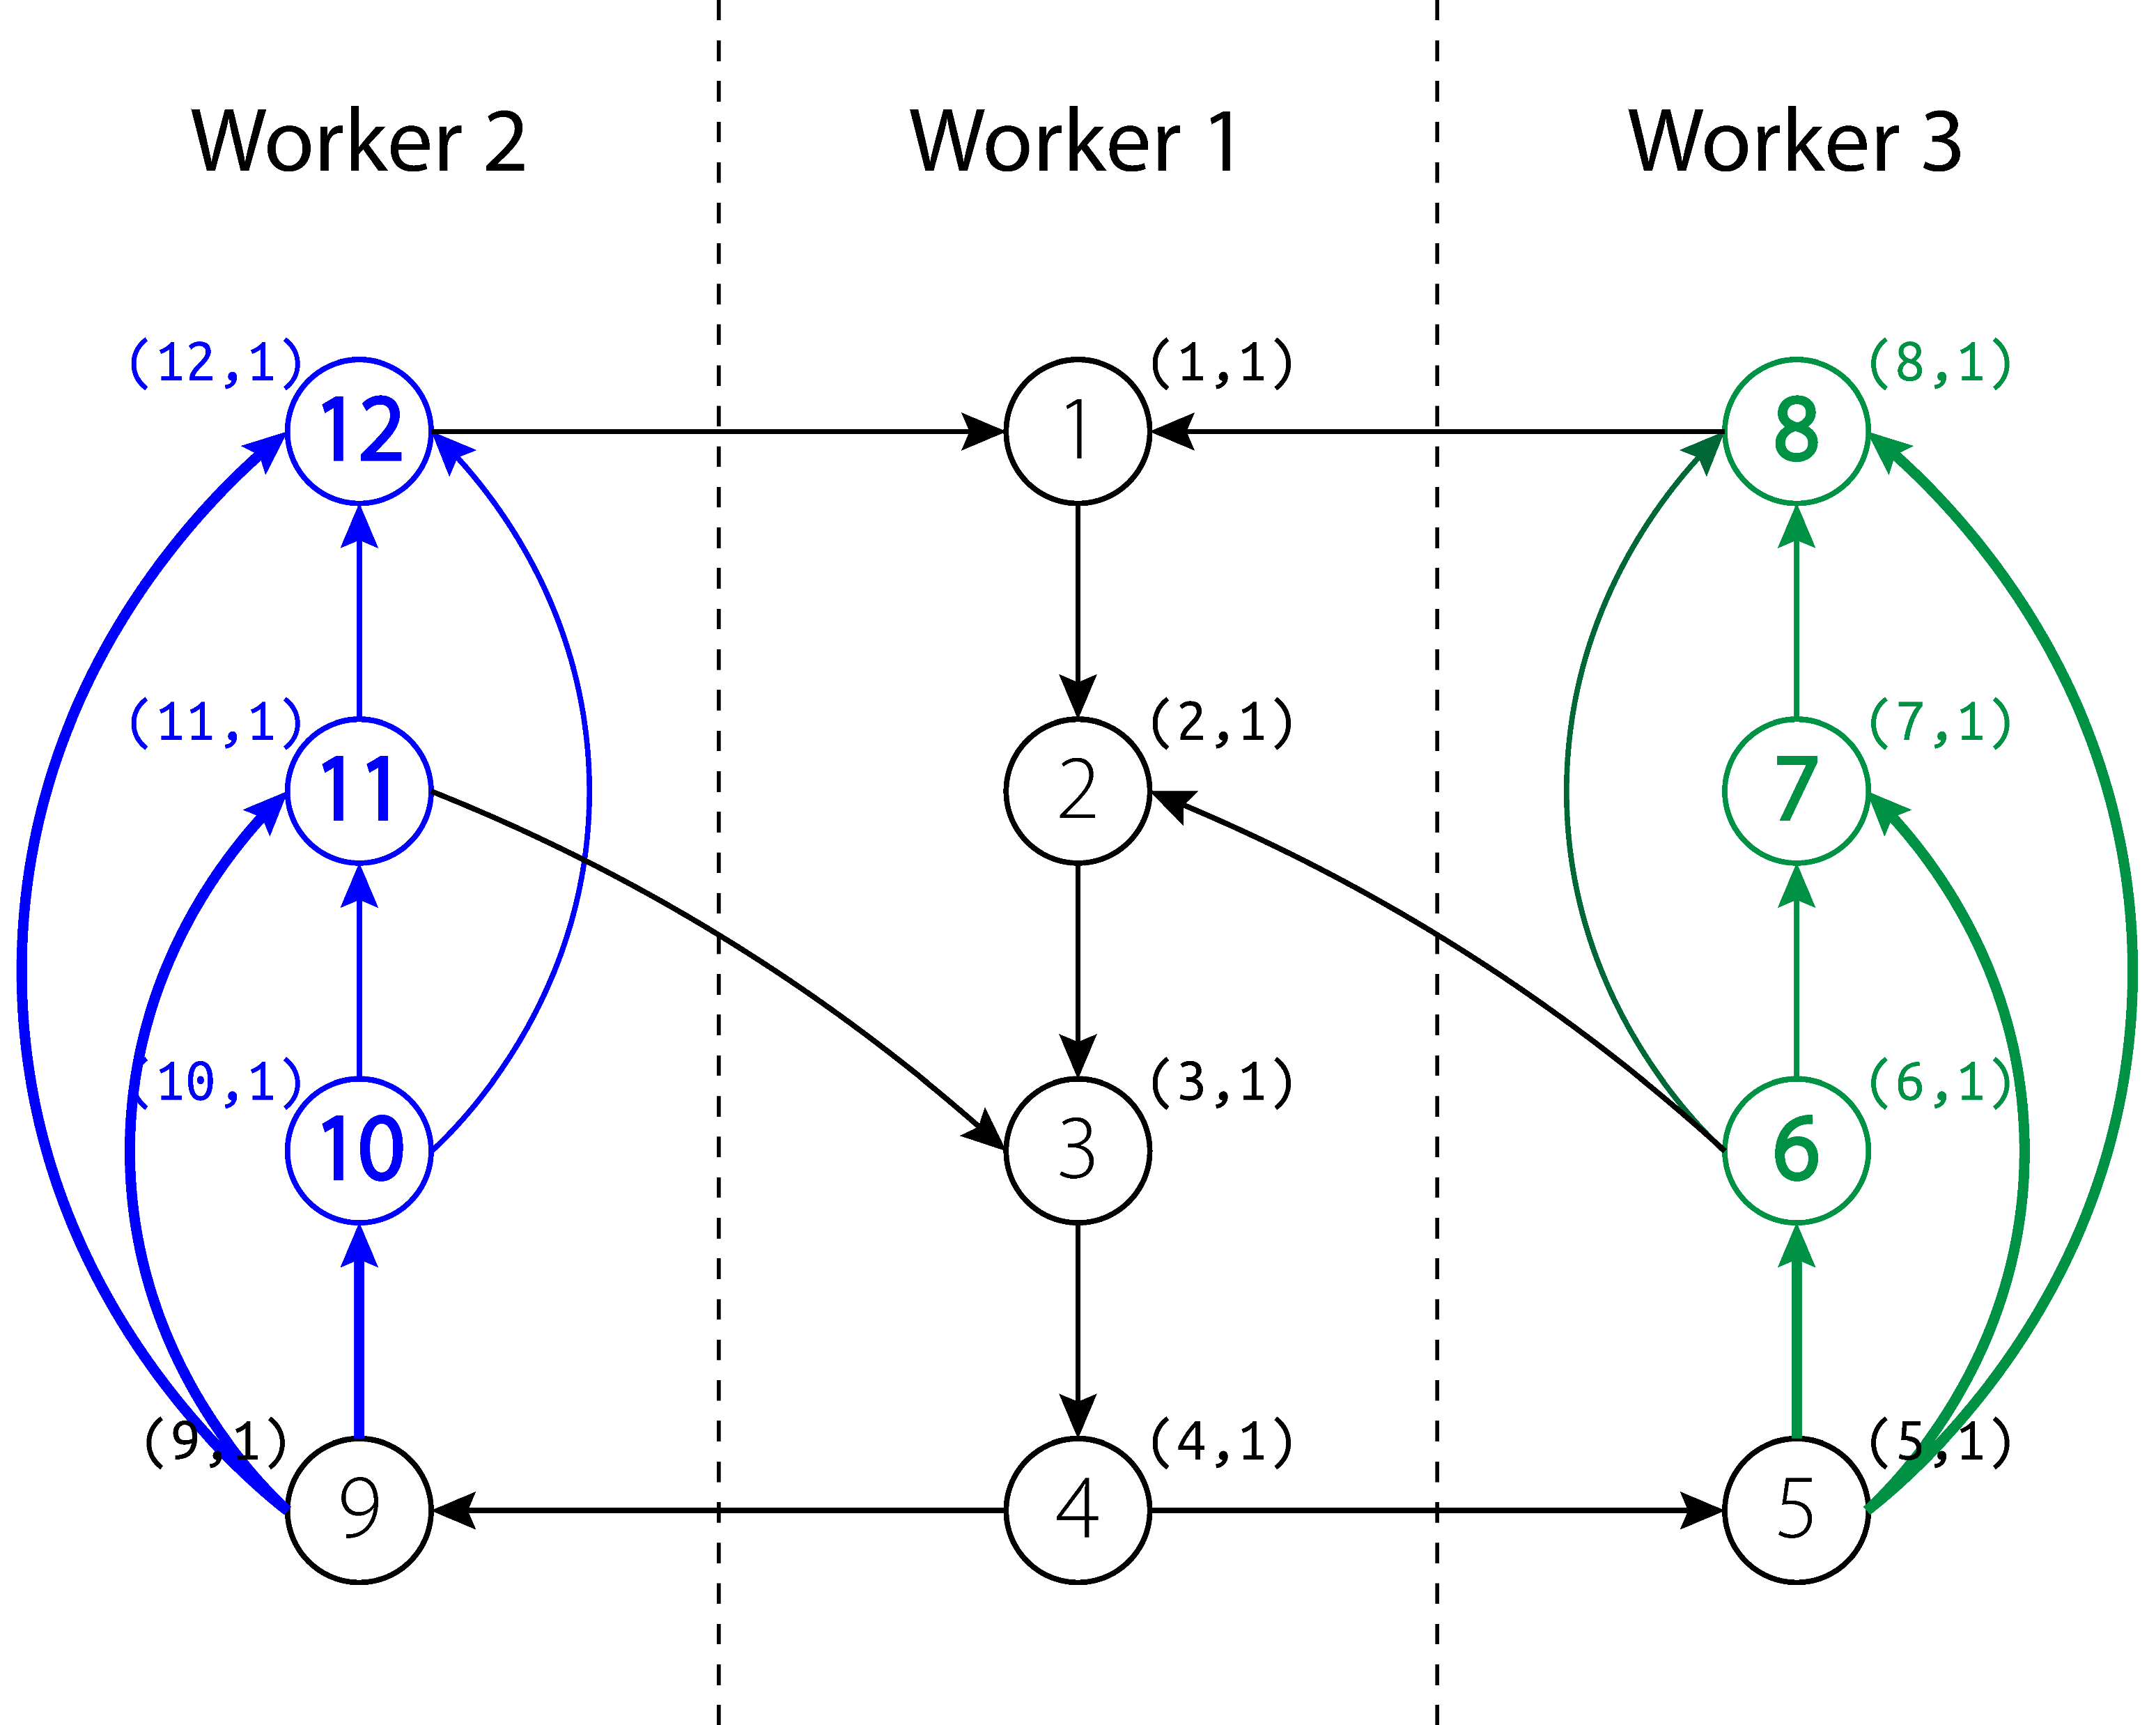 Worker 2 Worker 1 Worker 3
(12,1) (1,1) (8,1)
12 1 8
(11,1) (2,1) (7,1)
11 2 7
(10,1) (3,1) (6,1)
10 3 6
(9,1) (4,1) (5,1)
9 4 5